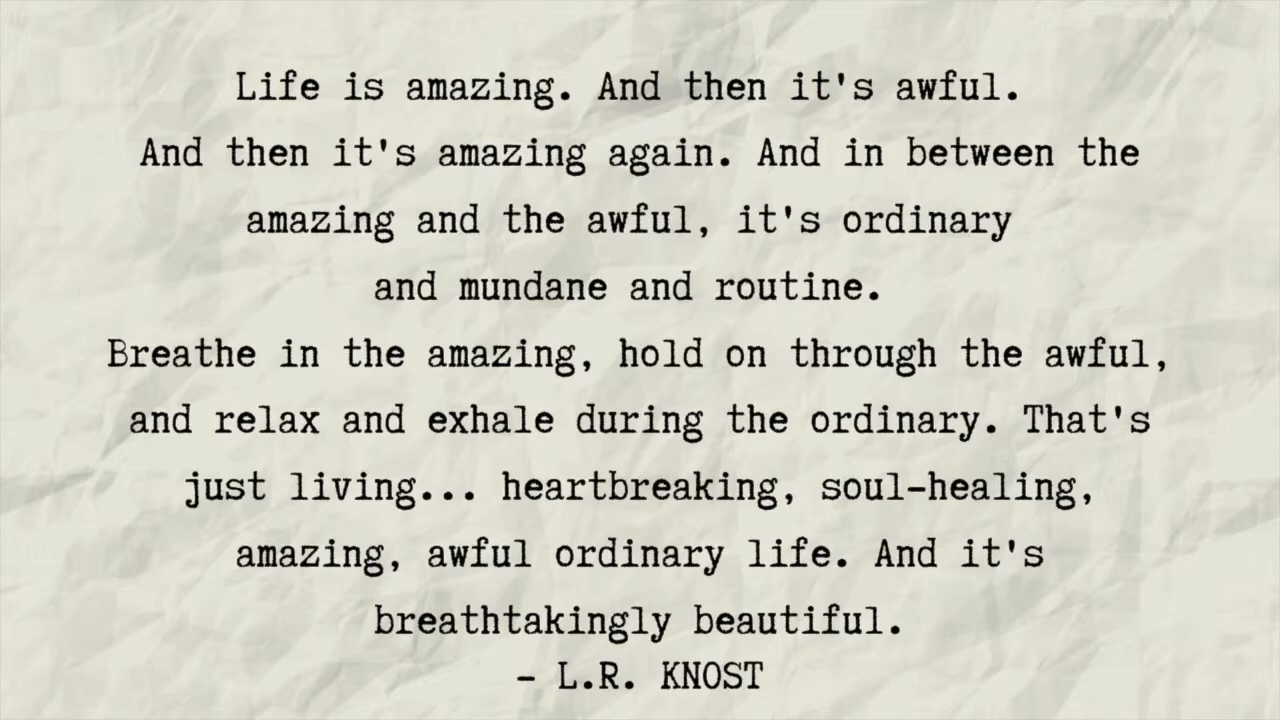 Life is amazing. And then it's awful.
And then it's amazing again. And in between the
amazing and the awful, it's ordinary
and mundane and routine.
Breathe in the amazing, hold on through the awful,
and relax and exhale during the ordinary. That's
just living... heartbreaking, soul-healing,
amazing, awful ordinary life. And it's
breathtakingly beautiful.
- L.R. KNOST